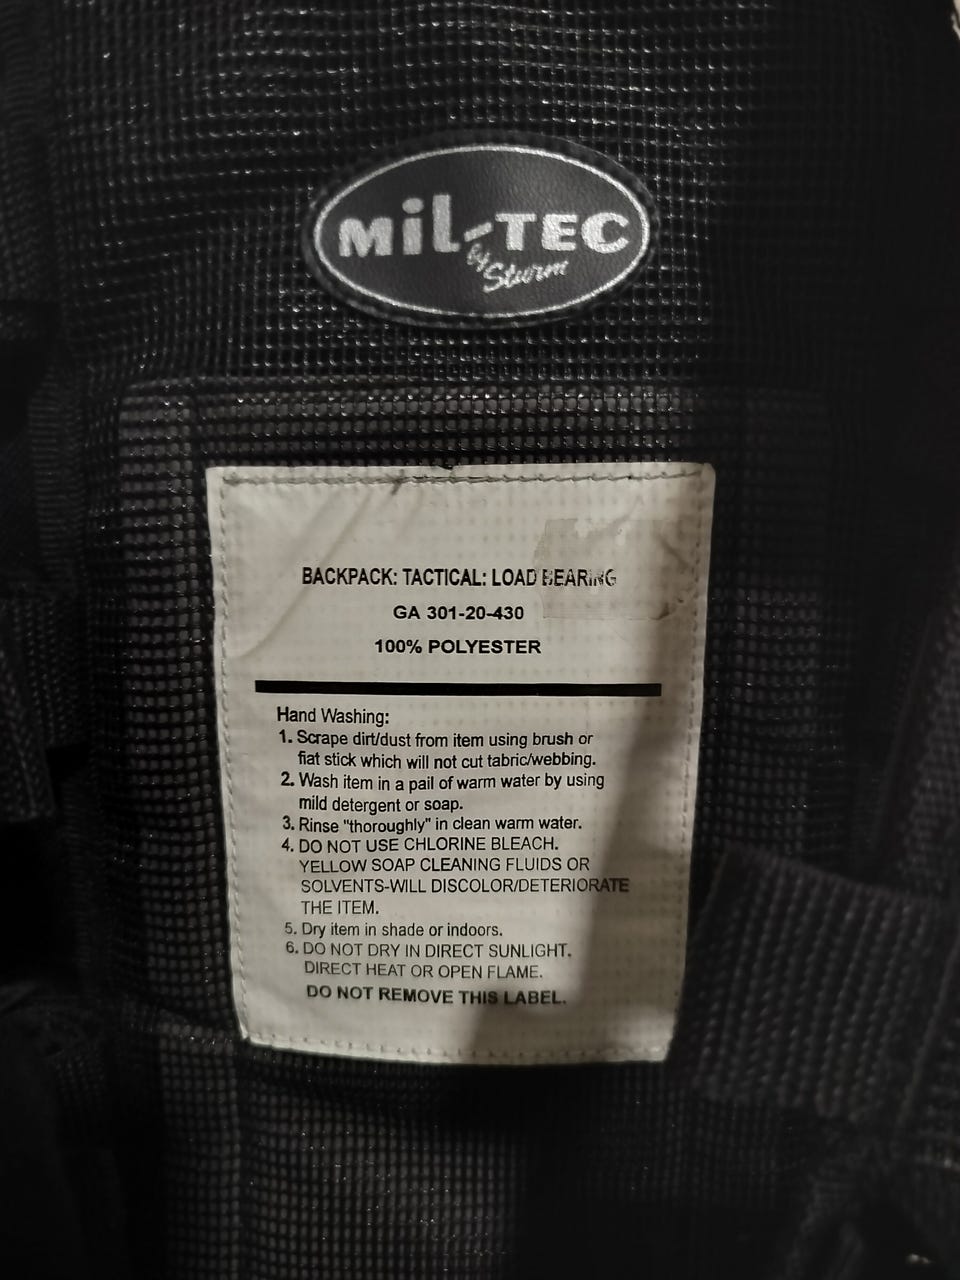 MiL-TEC
by Sturm
BACKPACK: TACTICAL: LOAD BEARING
GA 301-20-430
100% POLYESTER
Hand Washing:
1. Scrape dirt/dust from item using brush or
fiat stick which will not cut tabric/webbing.
2. Wash item in a pail of warm water by using
mild detergent or soap.
3. Rinse "thoroughly" in clean warm water.
4. DO NOT USE CHLORINE BLEACH.
YELLOW SOAP CLEANING FLUIDS OR
SOLVENTS-WILL DISCOLOR/DETERIORATE
THE ITEM.
5. Dry item in shade or indoors.
6. DO NOT DRY IN DIRECT SUNLIGHT.
DIRECT HEAT OR OPEN FLAME.
DO NOT REMOVE THIS LABEL.